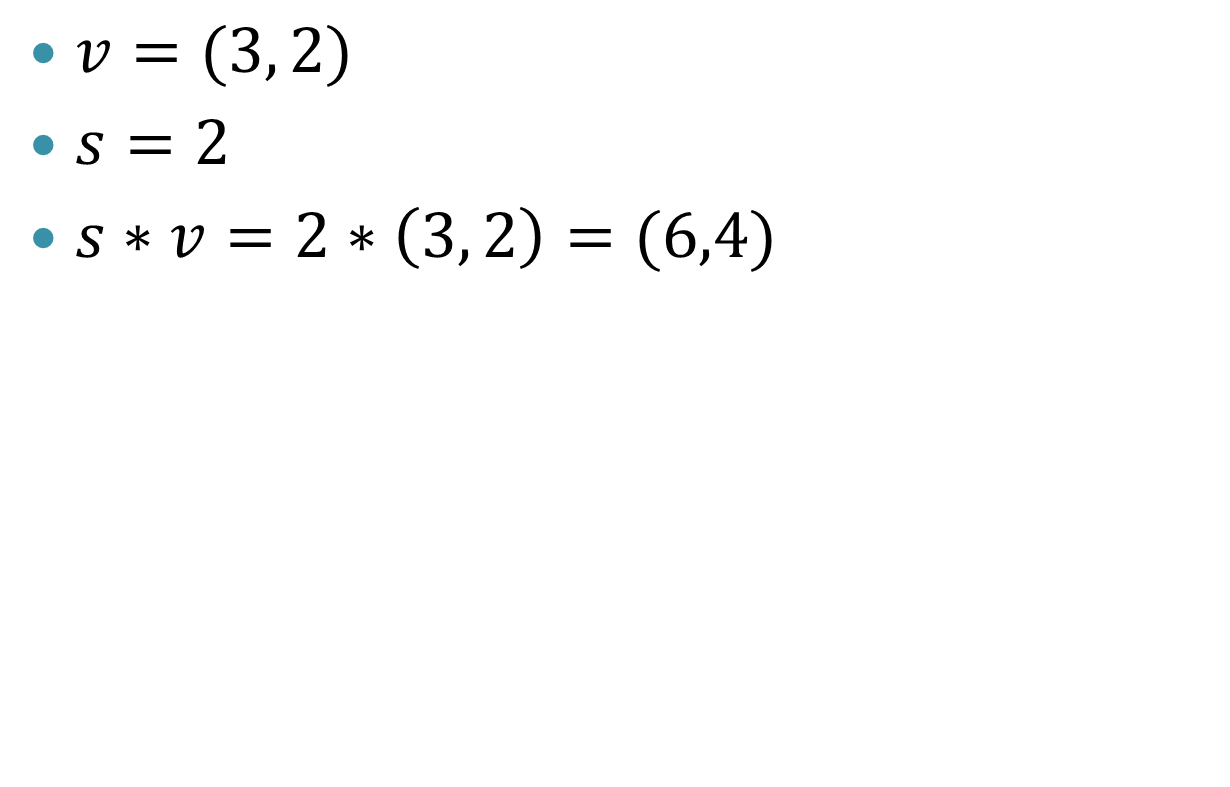 • v = (3, 2)
• s = 2
• s ∗ v = 2 ∗ (3, 2) = (6,4)